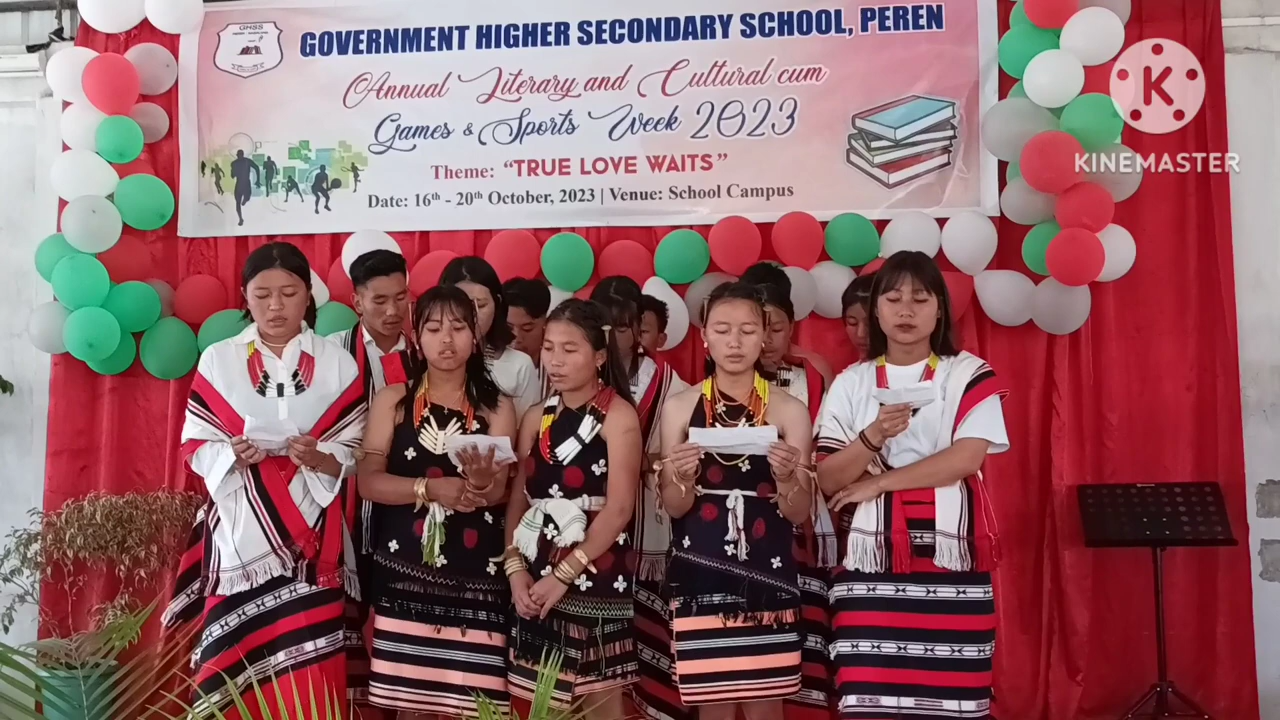 GHSS
GOVERNMENT HIGHER SECONDARY SCHOOL, PEREN
Annual Literary and Cultural cum
Games & Sports Week 2023
Theme: “TRUE LOVE WAITS”
Date: 16th - 20th October, 2023 | Venue: School Campus
K
KINEMASTER